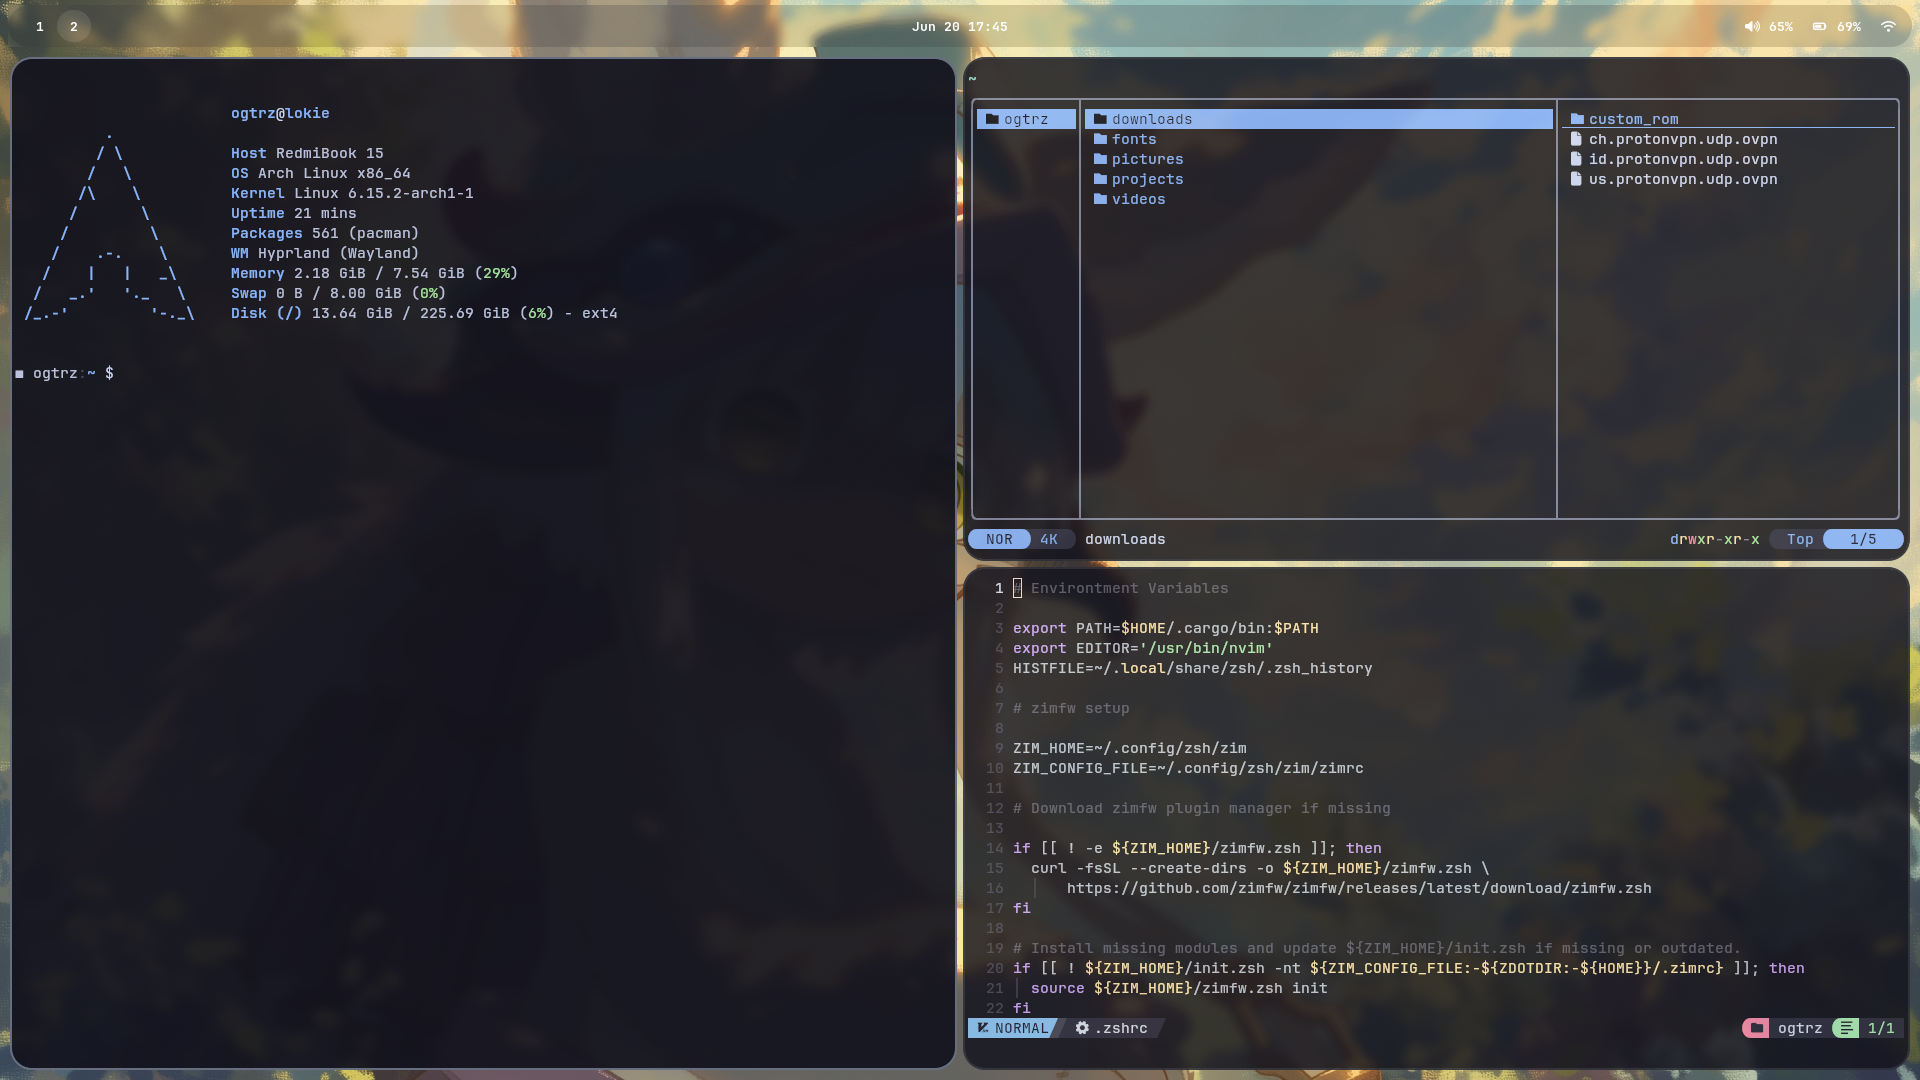 1 2 Jun 20 17:45 65% 69%
ogtrz@lokie
Host RedmiBook 15
OS Arch Linux x86_64
Kernel Linux 6.15.2-arch1-1
Uptime 21 mins
Packages 561 (pacman)
WM Hyprland (Wayland)
Memory 2.18 GiB / 7.54 GiB (29%)
Swap 0 B / 8.00 GiB (0%)
Disk (/) 13.64 GiB / 225.69 GiB (6%) - ext4
ogtrz:~ $
~
ogtrz
downloads
fonts
pictures
projects
videos
custom_rom
ch.protonvpn.udp.ovpn
id.protonvpn.udp.ovpn
us.protonvpn.udp.ovpn
NOR 4K downloads drwxr-xr-x Top 1/5
1 # Environtment Variables
2
3 export PATH=$HOME/.cargo/bin:$PATH
4 export EDITOR='/usr/bin/nvim'
5 HISTFILE=~/.local/share/zsh/.zsh_history
6
7 # zimfw setup
8
9 ZIM_HOME=~/.config/zsh/zim
10 ZIM_CONFIG_FILE=~/.config/zsh/zim/zimrc
11
12 # Download zimfw plugin manager if missing
13
14 if [[ ! -e ${ZIM_HOME}/zimfw.zsh ]]; then
15 curl -fsSL --create-dirs -o ${ZIM_HOME}/zimfw.zsh \
16 https://github.com/zimfw/zimfw/releases/latest/download/zimfw.zsh
17 fi
18
19 # Install missing modules and update ${ZIM_HOME}/init.zsh if missing or outdated.
20 if [[ ! ${ZIM_HOME}/init.zsh -nt ${ZIM_CONFIG_FILE:-${ZDOTDIR:-${HOME}}/.zimrc} ]]; then
21 source ${ZIM_HOME}/zimfw.zsh init
22 fi
NORMAL .zshrc ogtrz 1/1